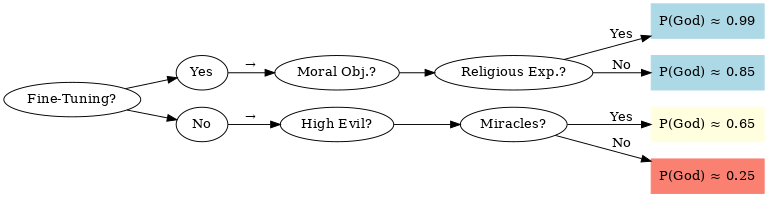 Fine-Tuning?
Yes
→
Moral Obj.?
Religious Exp.?
Yes
P(God) ≈ 0.99
No
P(God) ≈ 0.85
No
→
High Evil?
Miracles?
Yes
P(God) ≈ 0.65
No
P(God) ≈ 0.25